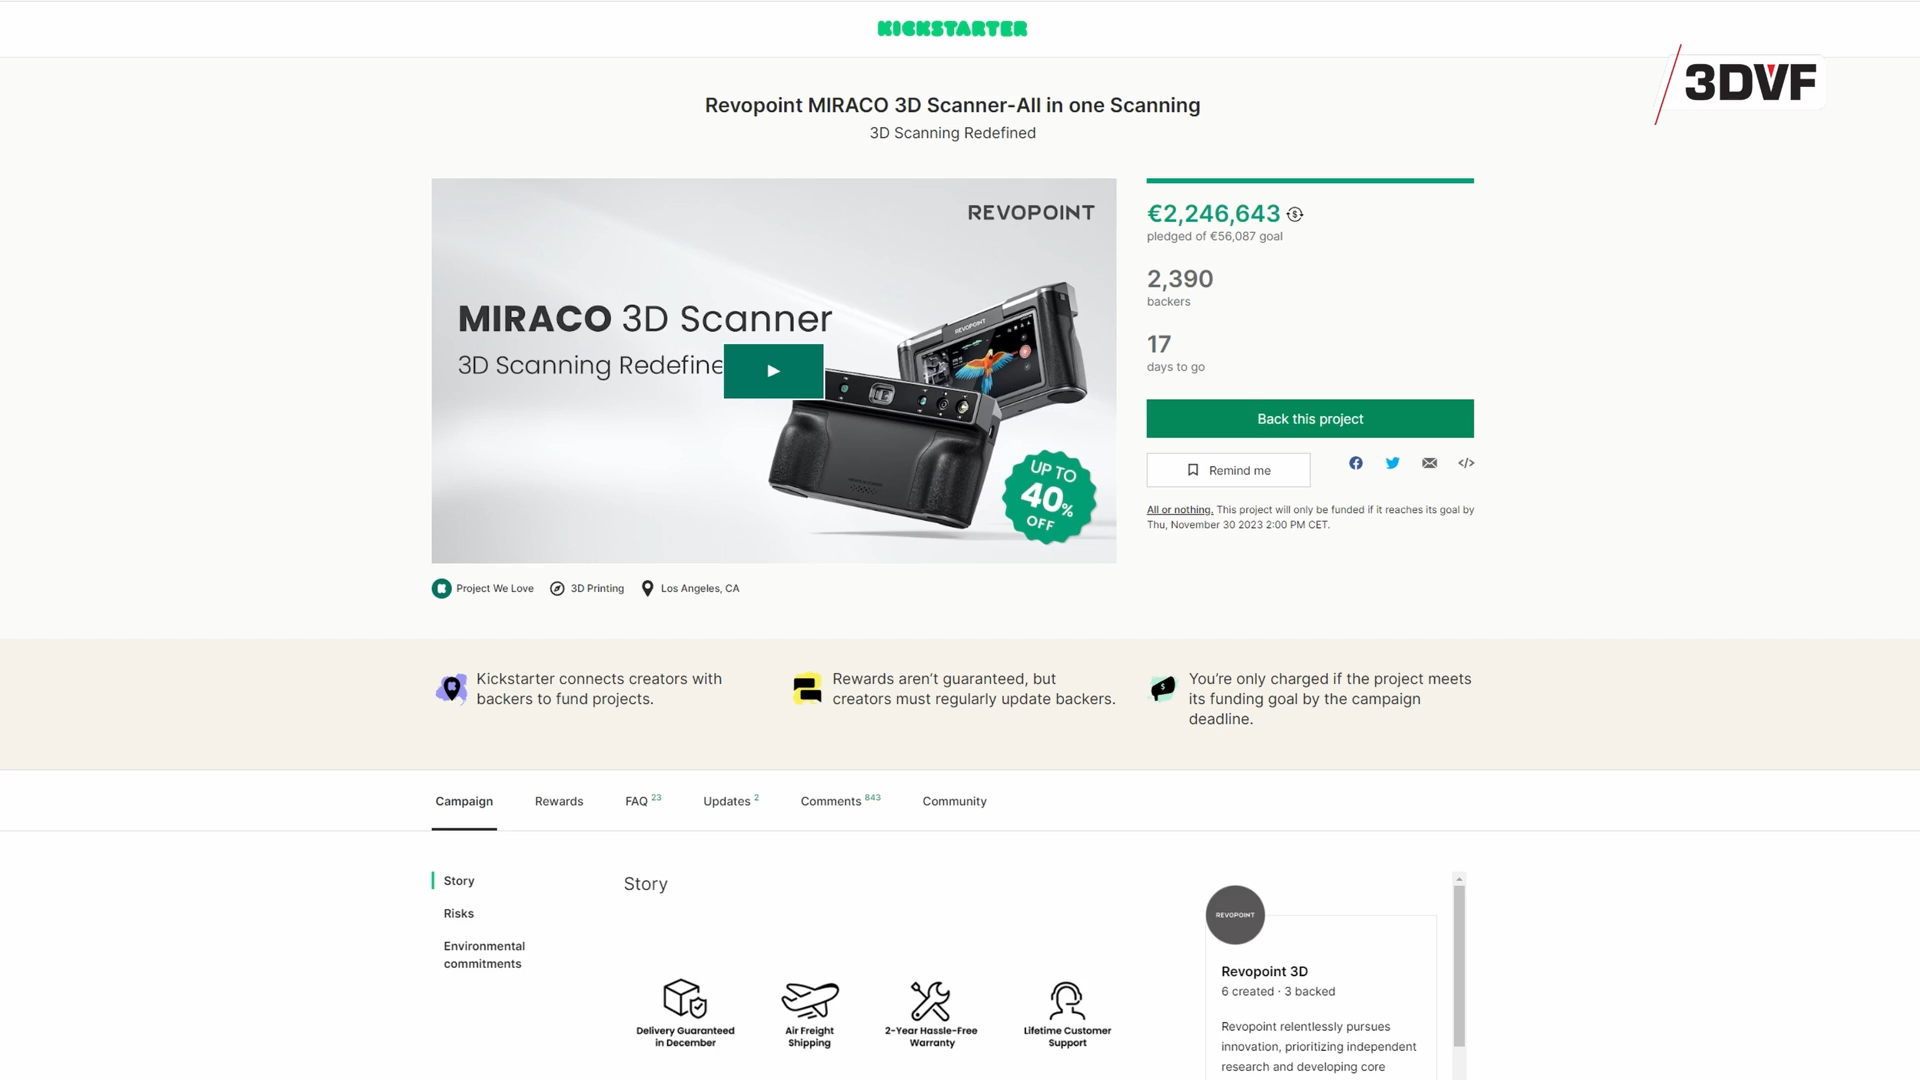 KICKSTARTER
3DVF
Revopoint MIRACO 3D Scanner-All in one Scanning
3D Scanning Redefined
REVOPOINT
MIRACO 3D Scanner
3D Scanning Redefine
REVOPOINT
UP TO
40%
OFF
€2,246,643
pledged of €56,087 goal
2,390
backers
17
days to go
Back this project
Remind me
All or nothing. This project will only be funded if it reaches its goal by
Thu, November 30 2023 2:00 PM CET.
Project We Love
3D Printing
Los Angeles, CA
Kickstarter connects creators with
backers to fund projects.
Rewards aren’t guaranteed, but
creators must regularly update backers.
You’re only charged if the project meets
its funding goal by the campaign
deadline.
Campaign
Rewards
FAQ 23
Updates 2
Comments 843
Community
Story
Risks
Environmental
commitments
Story
Delivery Guaranteed
in December
Air Freight
Shipping
2-Year Hassle-Free
Warranty
Lifetime Customer
Support
REVOPOINT
Revopoint 3D
6 created · 3 backed
Revopoint relentlessly pursues
innovation, prioritizing independent
research and developing core